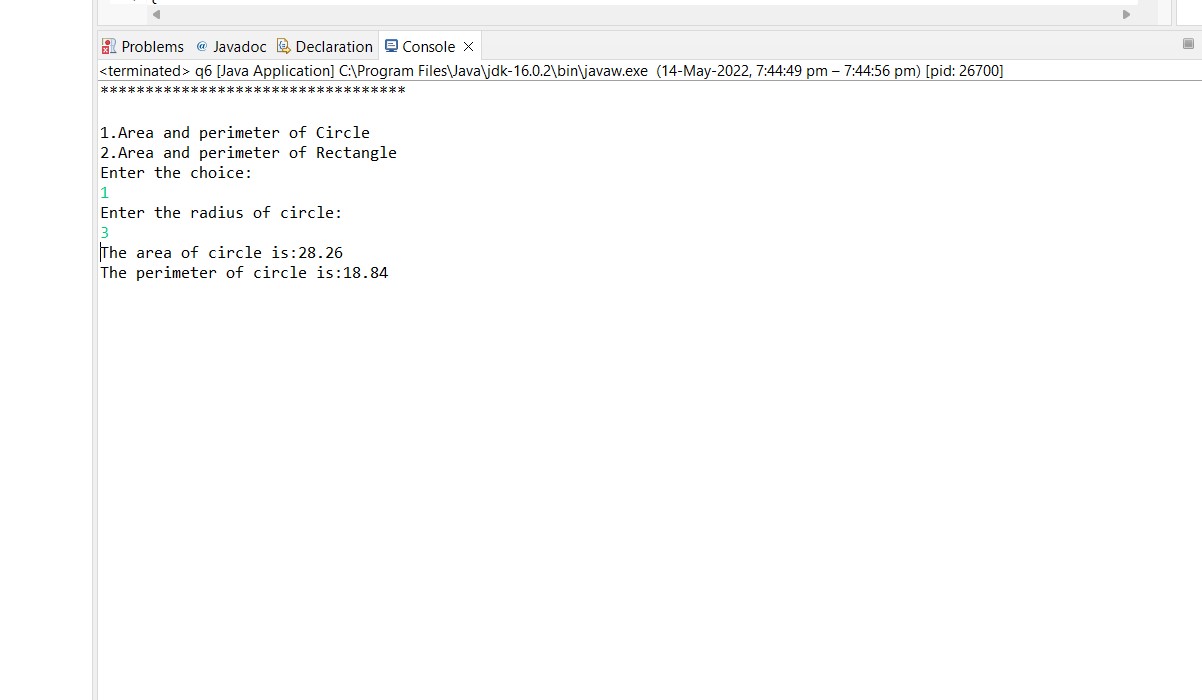 Problems @ Javadoc Declaration Console
<terminated> q6 [Java Application] C:\Program Files\Java\jdk-16.0.2\bin\javaw.exe (14-May-2022, 7:44:49 pm – 7:44:56 pm) [pid: 26700]
**********************************
1.Area and perimeter of Circle
2.Area and perimeter of Rectangle
Enter the choice:
1
Enter the radius of circle:
3
The area of circle is:28.26
The perimeter of circle is:18.84